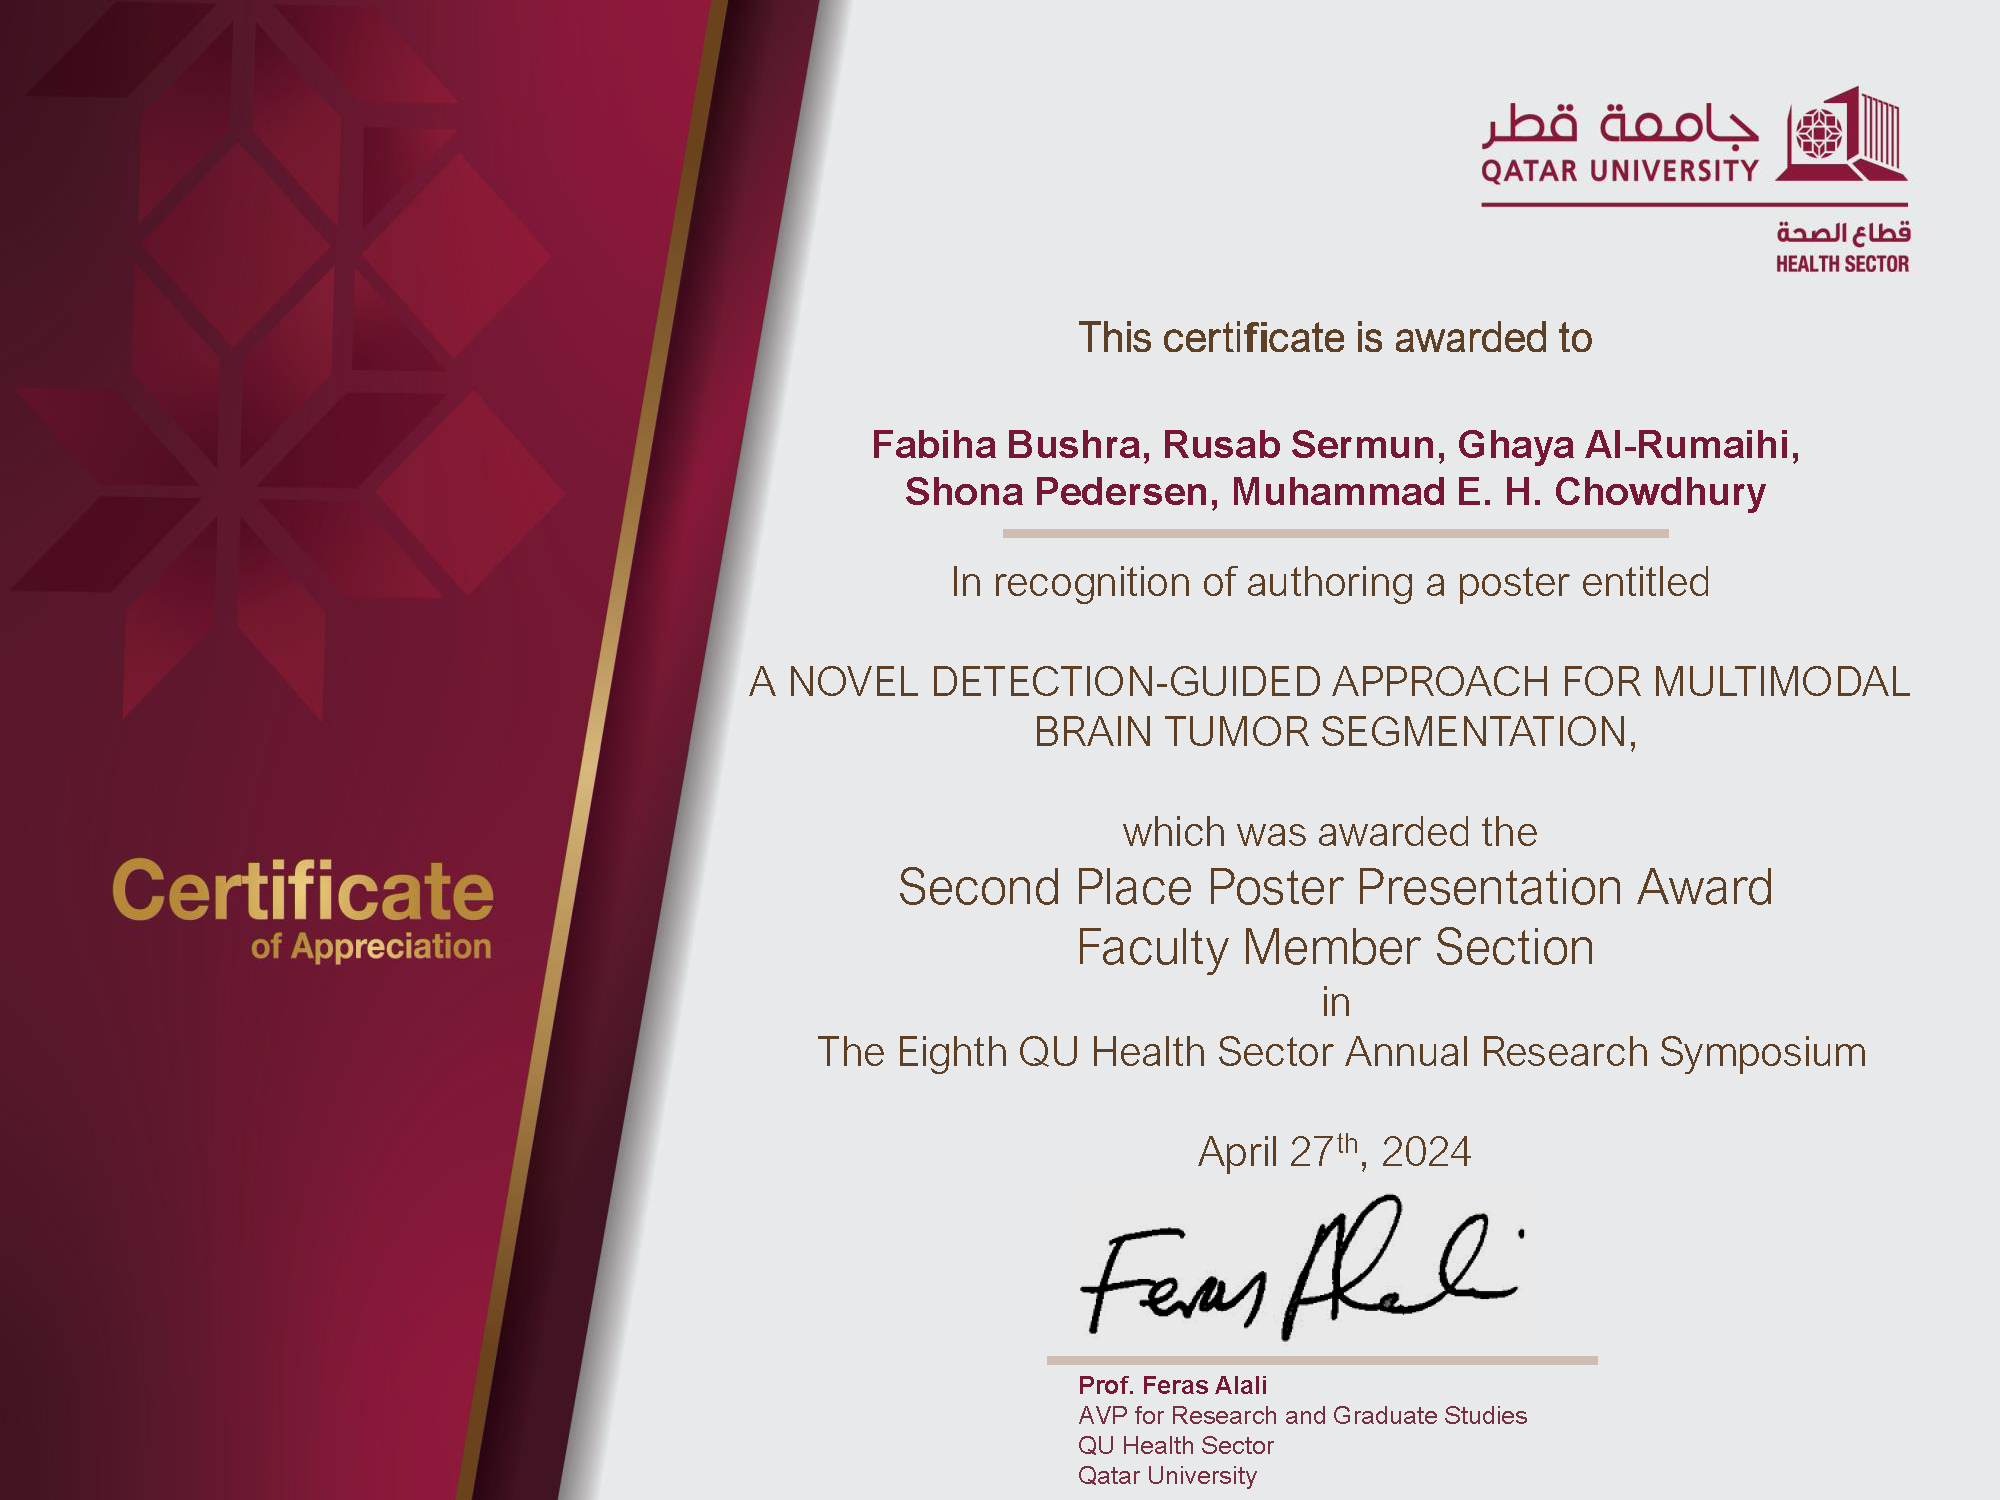 جامعة قطر
QATAR UNIVERSITY
قطاع الصحة
HEALTH SECTOR
This certificate is awarded to
Fabiha Bushra, Rusab Sermun, Ghaya Al-Rumaihi,
Shona Pedersen, Muhammad E. H. Chowdhury
In recognition of authoring a poster entitled
A NOVEL DETECTION-GUIDED APPROACH FOR MULTIMODAL
BRAIN TUMOR SEGMENTATION,
which was awarded the
Second Place Poster Presentation Award
Faculty Member Section
in
The Eighth QU Health Sector Annual Research Symposium
April 27th, 2024
Feras Alali
Prof. Feras Alali
AVP for Research and Graduate Studies
QU Health Sector
Qatar University
Certificate
of Appreciation